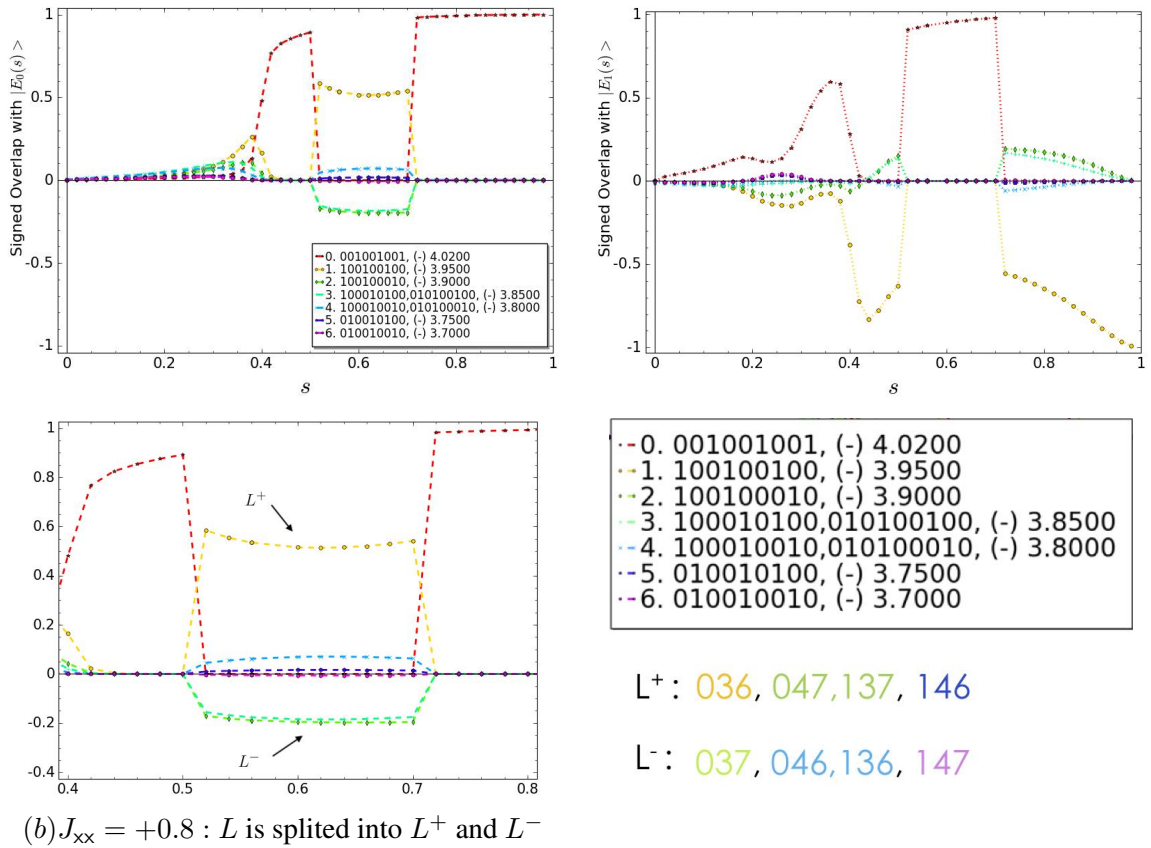 Signed Overlap with |E₀(s) >
1
0.5
0
-0.5
-1
0
0.2
0.4
0.6
0.8
1
s
0. 001001001, (-) 4.0200
1. 100100100, (-) 3.9500
2. 100100010, (-) 3.9000
3. 100010100,010100100, (-) 3.8500
4. 100010010,010100010, (-) 3.8000
5. 010010100, (-) 3.7500
6. 010010010, (-) 3.7000
Signed Overlap with |E₁(s) >
1
0.5
0
-0.5
-1
0
0.2
0.4
0.6
0.8
1
s
1
0.8
0.6
0.4
0.2
0
-0.2
-0.4
0.4
0.5
0.6
0.7
0.8
L⁺
L⁻
0. 001001001, (-) 4.0200
1. 100100100, (-) 3.9500
2. 100100010, (-) 3.9000
3. 100010100,010100100, (-) 3.8500
4. 100010010,010100010, (-) 3.8000
5. 010010100, (-) 3.7500
6. 010010010, (-) 3.7000
L⁺: 036, 047,137, 146
L⁻: 037, 046,136, 147
(b) Jₓₓ = +0.8 : L is splited into L⁺ and L⁻